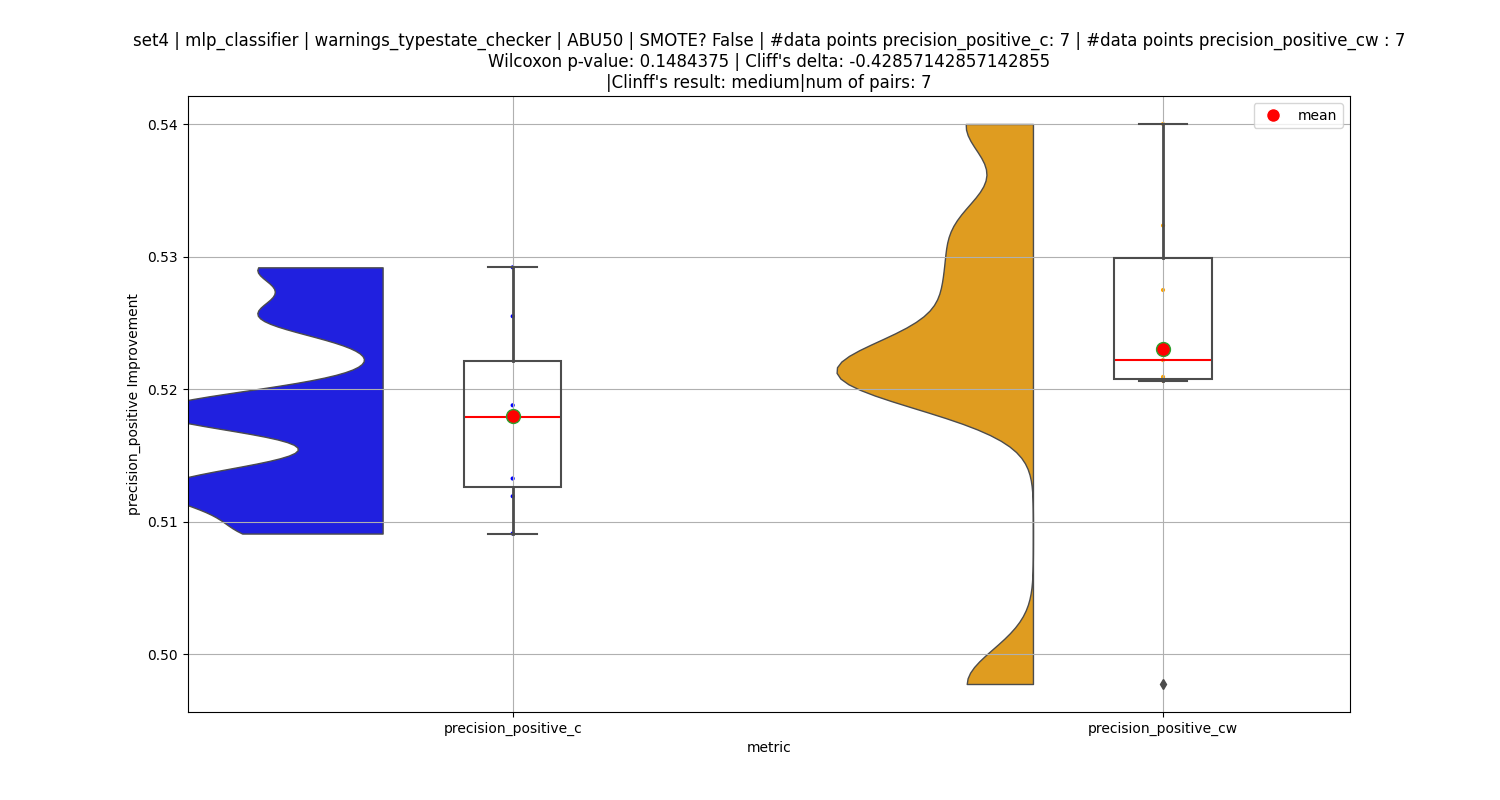 set4 | mlp_classifier | warnings_typestate_checker | ABU50 | SMOTE? False | #data points precision_positive_c: 7 | #data points precision_positive_cw : 7
Wilcoxon p-value: 0.1484375 | Cliff's delta: -0.42857142857142855
|Clinff's result: medium|num of pairs: 7
mean
precision_positive Improvement
0.54
0.53
0.52
0.51
0.50
precision_positive_c
precision_positive_cw
metric